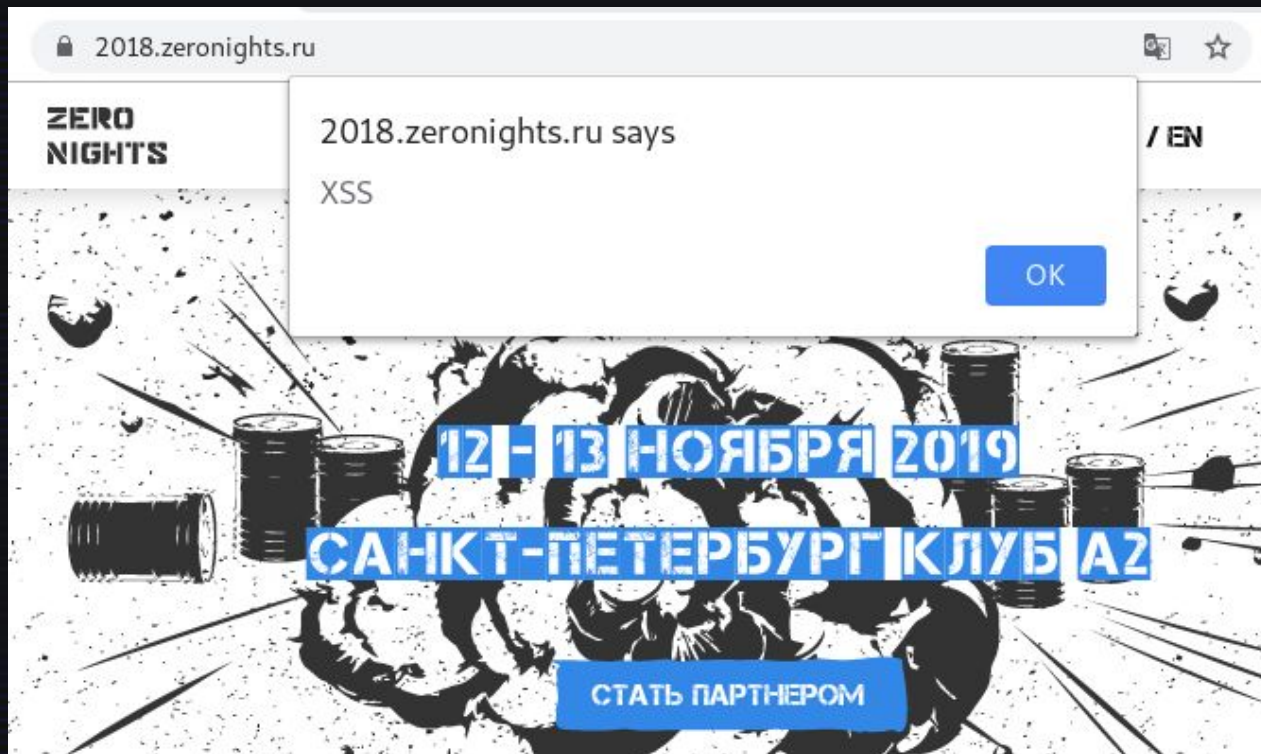 2018.zeronights.ru
ZERO
NIGHTS
2018.zeronights.ru says
XSS
OK
/ EN
12 - 13 НОЯБРЯ 2019
САНКТ-ПЕТЕРБУРГ КЛУБ А2
СТАТЬ ПАРТНЕРОМ